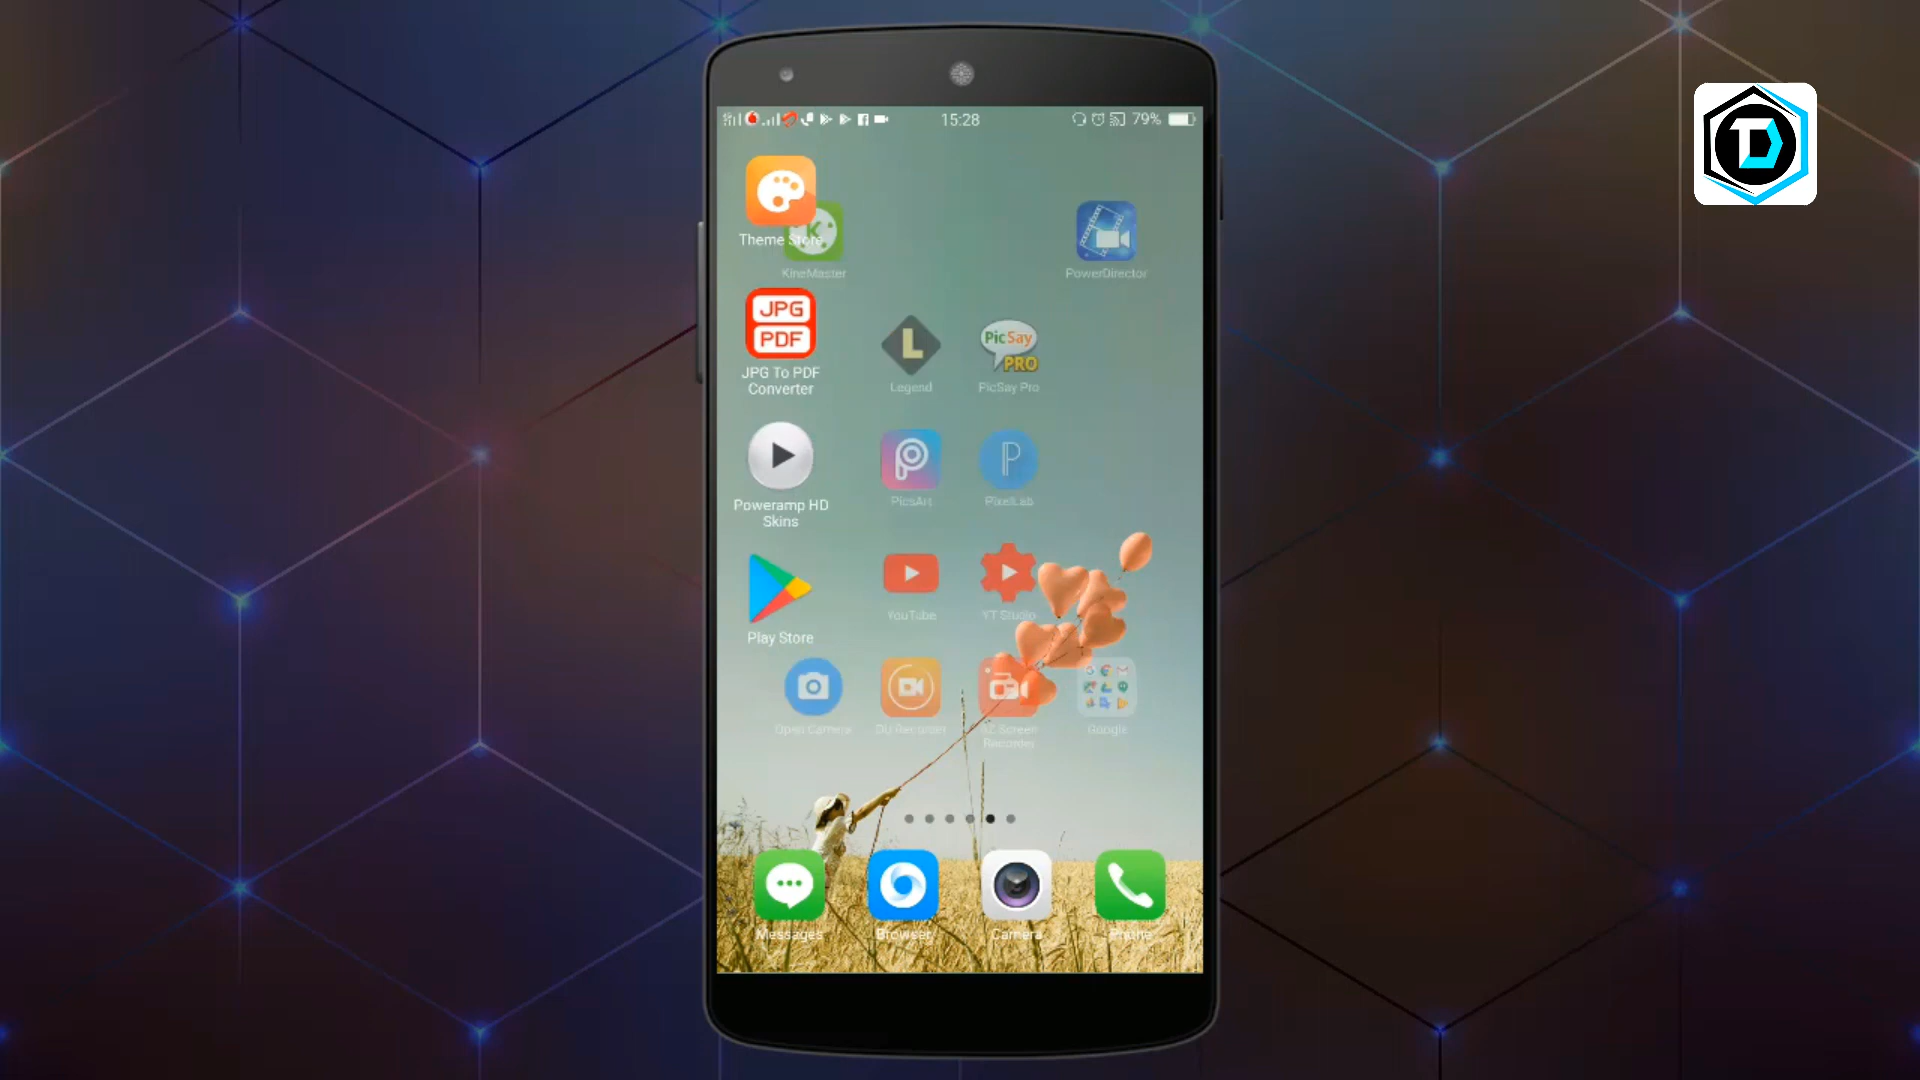 15:28
79%
Theme Store
KineMaster
PowerDirector
JPG
PDF
JPG To PDF
Converter
L
Legend
PicSay
PRO
PicSay Pro
Poweramp HD
Skins
PicsArt
PixelLab
Play Store
YouTube
YT Studio
Open Camera
DU Recorder
Screen
Recorder
Google
Messages
Browser
Camera
Phone